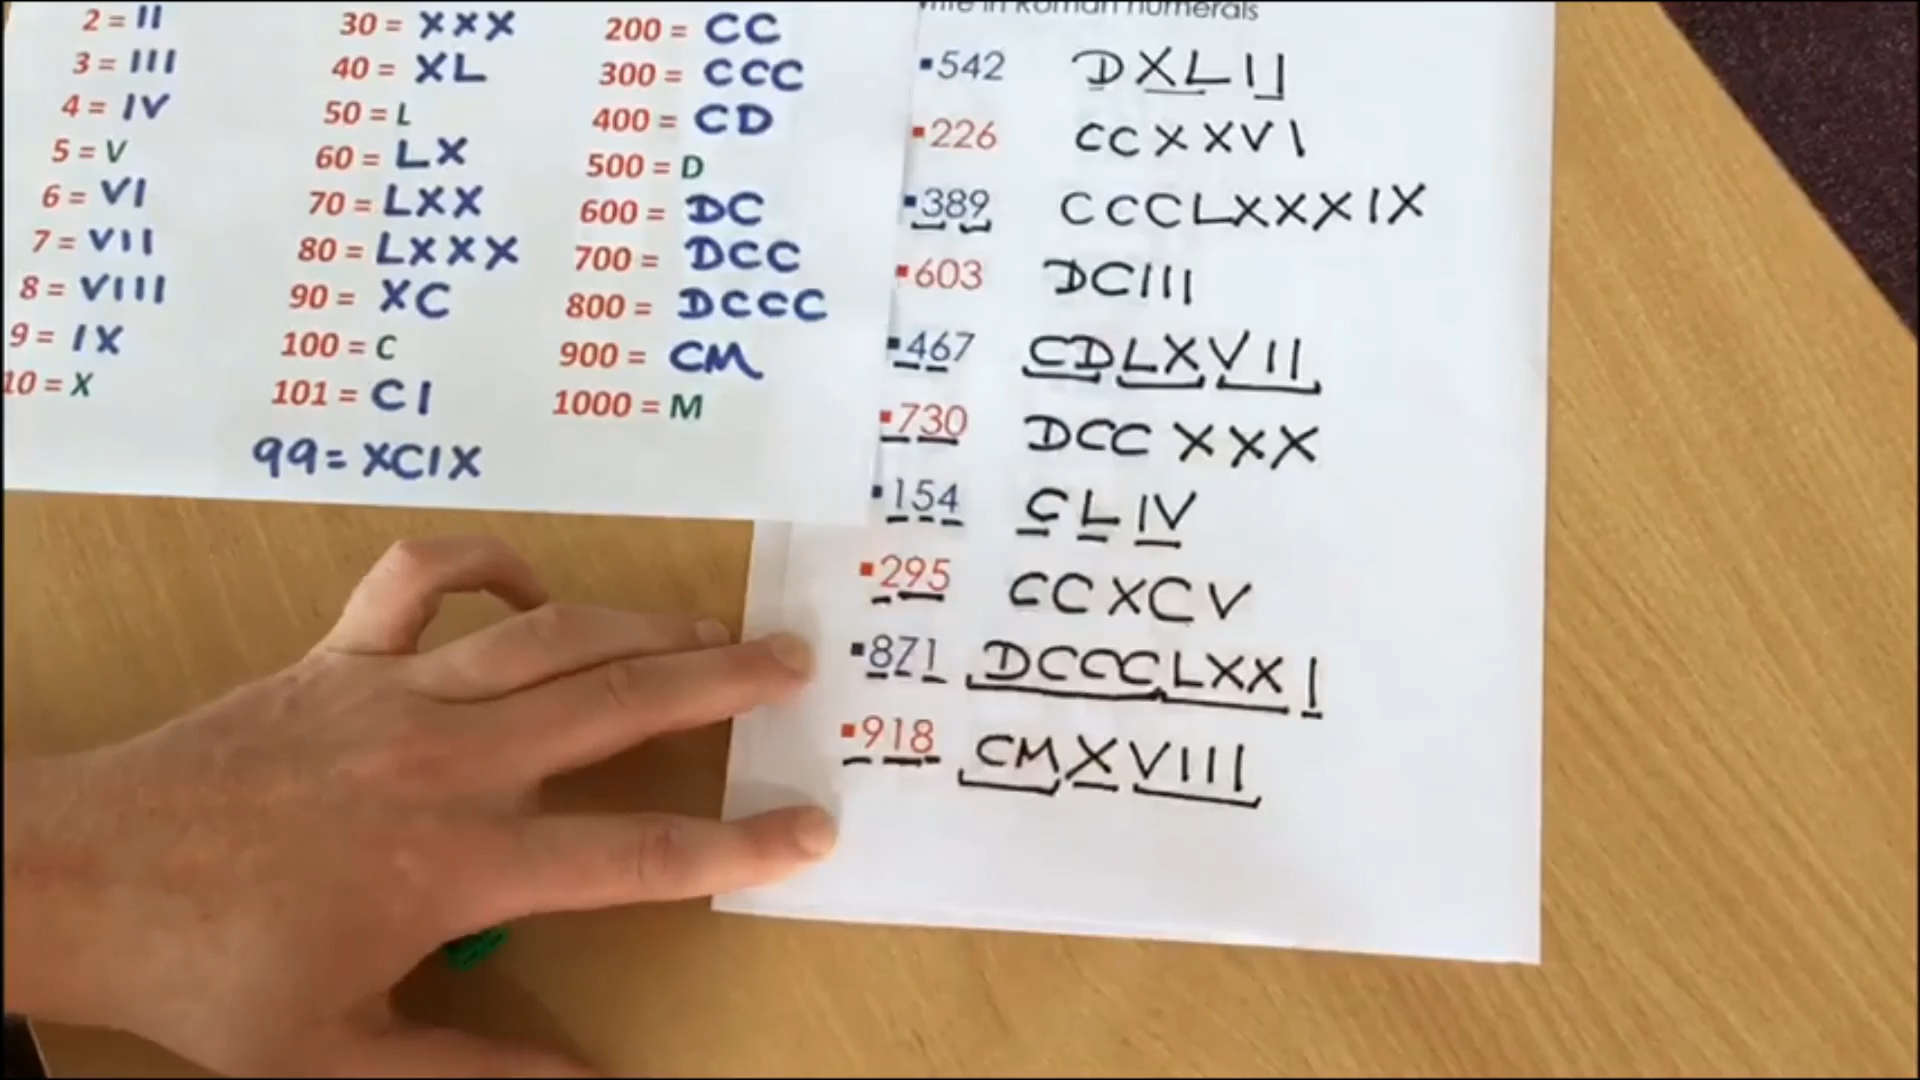 2 = II
3 = III
4 = IV
5 = V
6 = VI
7 = VII
8 = VIII
9 = IX
10 = X
30 = XXX
40 = XL
50 = L
60 = LX
70 = LXX
80 = LXXX
90 = XC
100 = C
101 = CI
99 = XCIX
200 = CC
300 = CCC
400 = CD
500 = D
600 = DC
700 = DCC
800 = DCCC
900 = CM
1000 = M
in Roman numerals
▪542 DXLII
▪226 CCXXVI
▪389 CCCLXXXIX
▪603 DCIII
▪467 CDLXVII
▪730 DCCXXX
▪154 CLIV
▪295 CCXCV
▪871 DCCCLXXI
▪918 CMXVIII